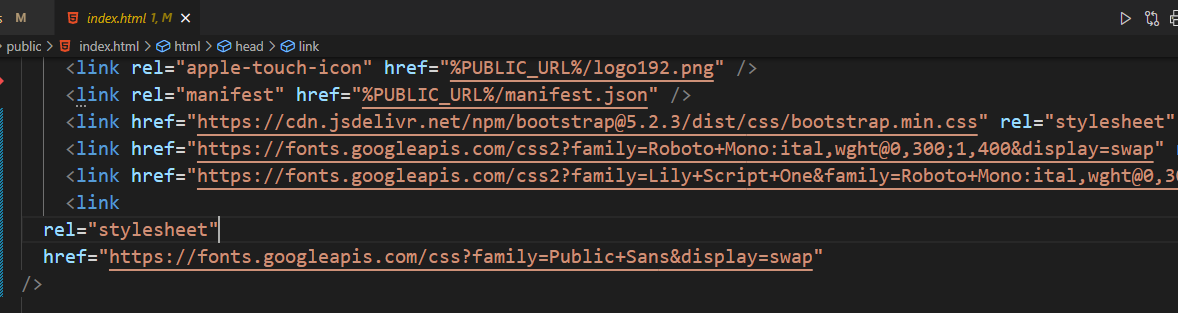 s M index.html 1, M ×
public > index.html > html > head > link
<link rel="apple-touch-icon" href="%PUBLIC_URL%/logo192.png" />
<link rel="manifest" href="%PUBLIC_URL%/manifest.json" />
<link href="https://cdn.jsdelivr.net/npm/bootstrap@5.2.3/dist/css/bootstrap.min.css" rel="stylesheet"
<link href="https://fonts.googleapis.com/css2?family=Roboto+Mono:ital,wght@0,300;1,400&display=swap"
<link href="https://fonts.googleapis.com/css2?family=Lily+Script+One&family=Roboto+Mono:ital,wght@0,30
<link
rel="stylesheet"
href="https://fonts.googleapis.com/css?family=Public+Sans&display=swap"
/>